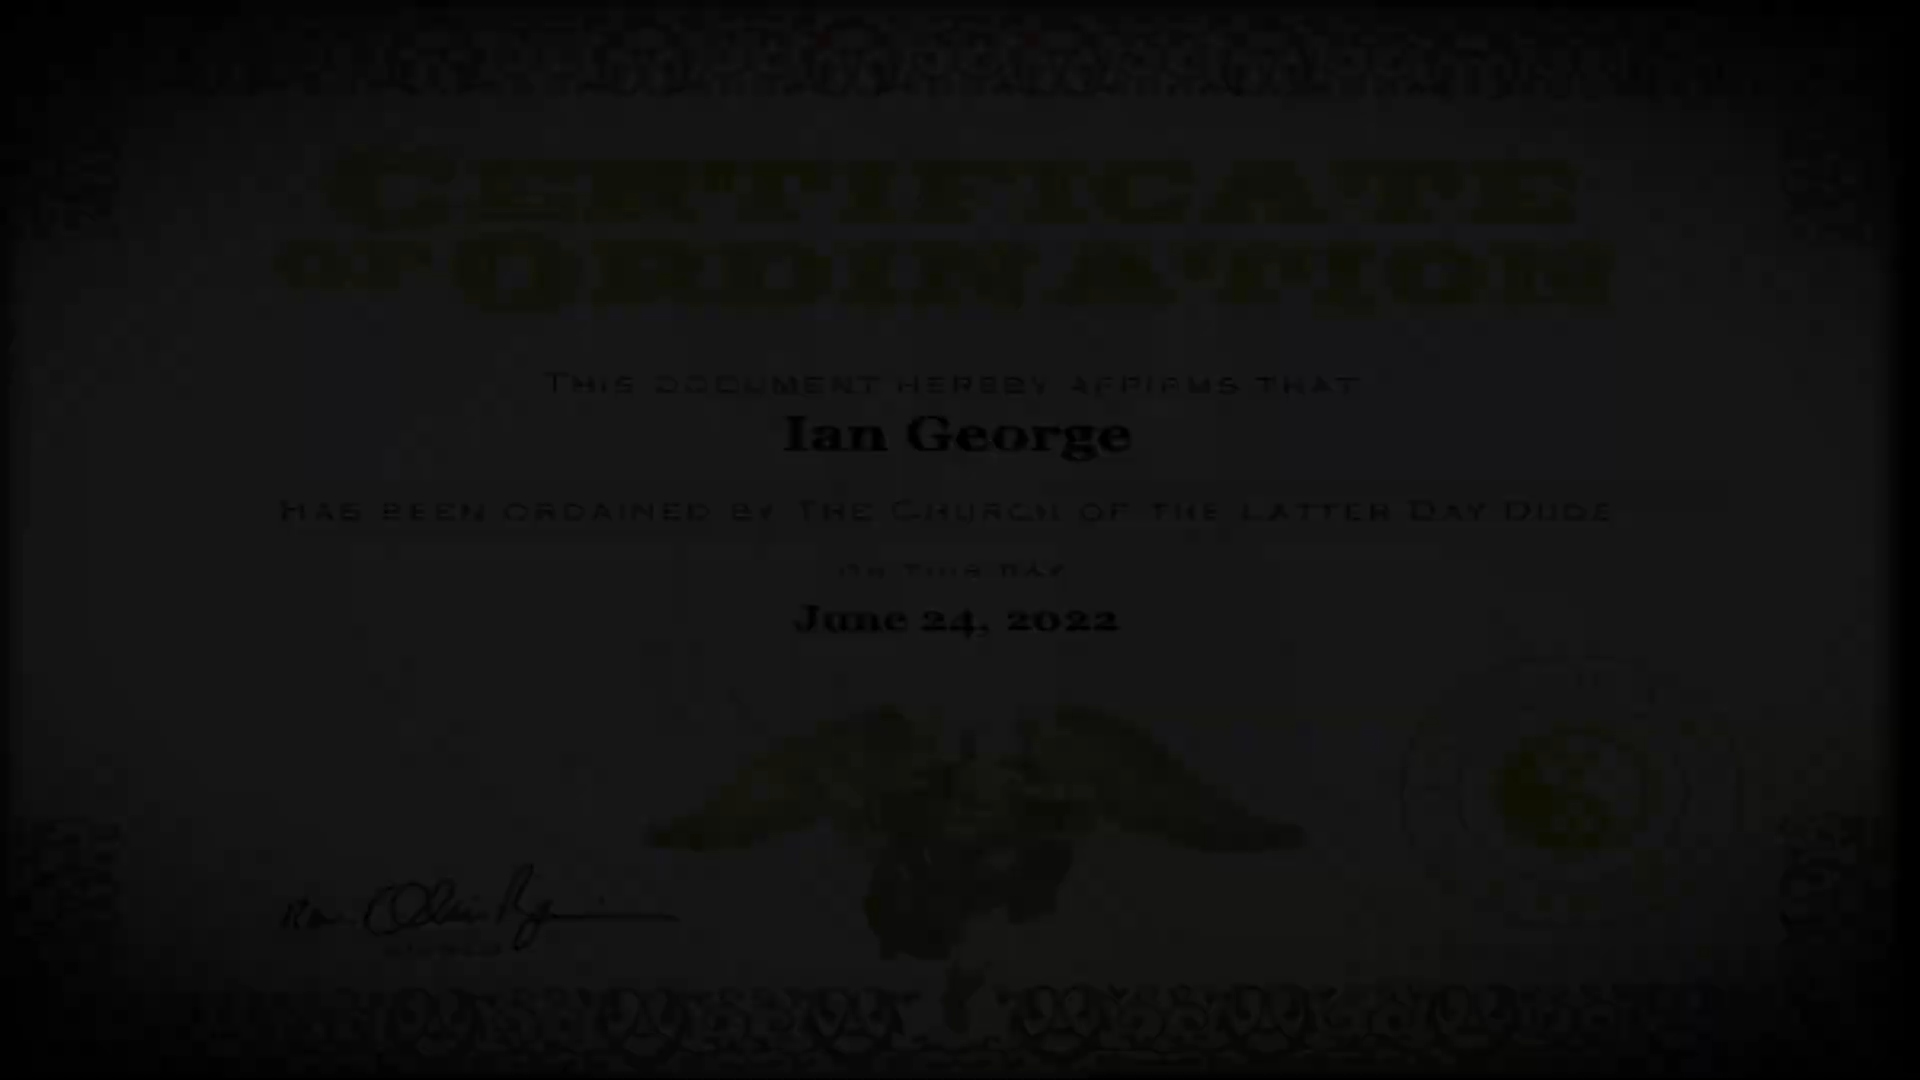 CERTIFICATE
OF ORDINATION
THIS DOCUMENT HEREBY AFFIRMS THAT
Ian George
HAS BEEN ORDAINED BY THE CHURCH OF THE LATTER DAY DUDE
ON THIS DAY
June 24, 2022